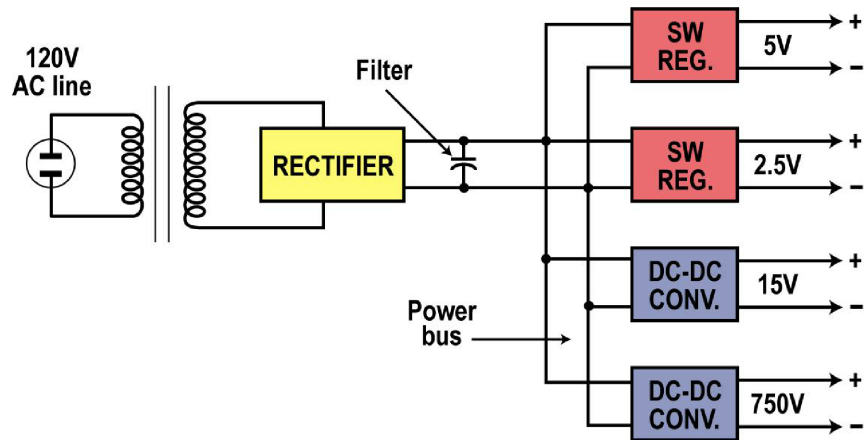 120V
AC line
Filter
RECTIFIER
Power
bus
SW
REG.
5V
+
−
SW
REG.
2.5V
+
−
DC-DC
CONV.
15V
+
−
DC-DC
CONV.
750V
+
−